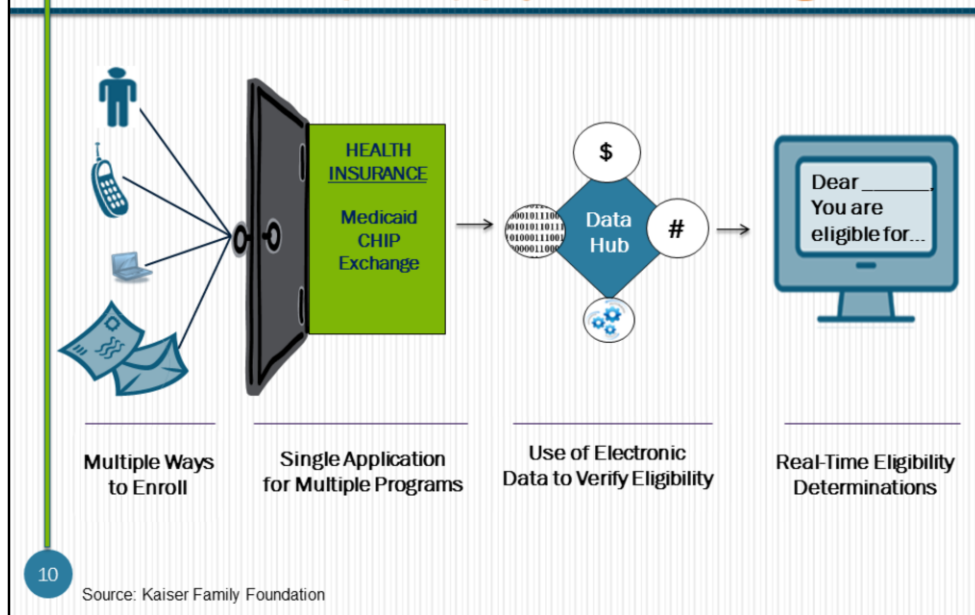 HEALTH
INSURANCE
Medicaid
CHIP
Exchange
$
Data
Hub
#
Dear ______,
You are
eligible for...
Multiple Ways
to Enroll
Single Application
for Multiple Programs
Use of Electronic
Data to Verify Eligibility
Real-Time Eligibility
Determinations
10
Source: Kaiser Family Foundation